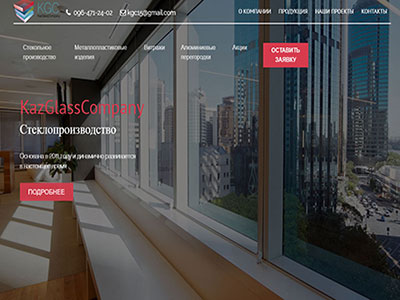 KGC
096-471-24-02 kgc15@gmail.com
О КОМПАНИИ ПРОДУКЦИЯ НАШИ ПРОЕКТЫ КОНТАКТЫ
Стекольное производство
Металлопластиковые изделия
Витражи
Алюминиевые перегородки
Акции
ОСТАВИТЬ ЗАЯВКУ
KazGlassCompany
Стеклопроизводство
Основана в 2011 году и динамично развивается
в настоящее время
ПОДРОБНЕЕ